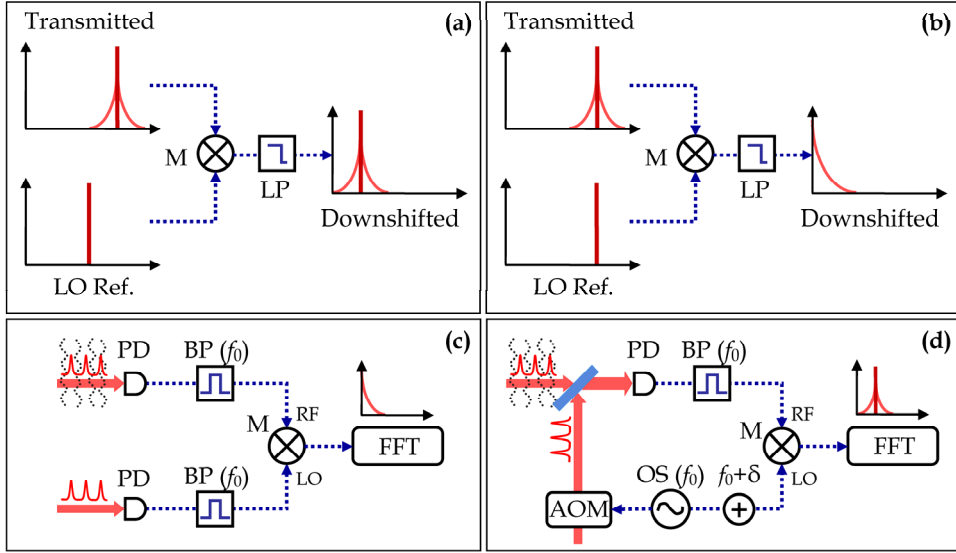 Transmitted
(a)
M
LP
Downshifted
LO Ref.
Transmitted
(b)
M
LP
Downshifted
LO Ref.
(c)
PD
BP (f0)
M
RF
FFT
LO
PD
BP (f0)
(d)
PD
BP (f0)
RF
M
FFT
LO
OS (f0)
f0+δ
AOM